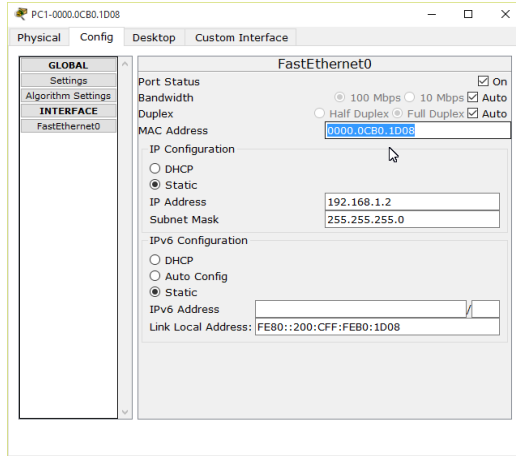 PC1-0000.0CB0.1D08
Physical Config Desktop Custom Interface
GLOBAL
Settings
Algorithm Settings
INTERFACE
FastEthernet0
FastEthernet0
Port Status On
Bandwidth 100 Mbps 10 Mbps Auto
Duplex Half Duplex Full Duplex Auto
MAC Address 0000.0CB0.1D08
IP Configuration
DHCP
Static
IP Address 192.168.1.2
Subnet Mask 255.255.255.0
IPv6 Configuration
DHCP
Auto Config
Static
IPv6 Address /
Link Local Address: FE80::200:CFF:FEB0:1D08